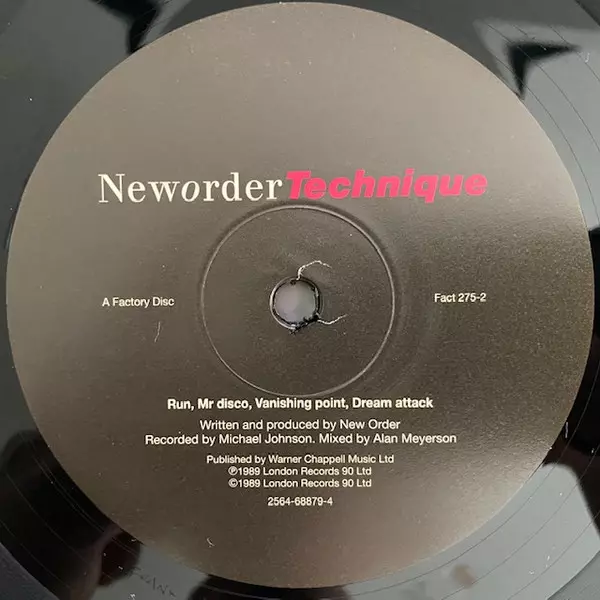 Neworder Technique
A Factory Disc
Fact 275-2
Run, Mr disco, Vanishing point, Dream attack
Written and produced by New Order
Recorded by Michael Johnson. Mixed by Alan Meyerson
Published by Warner Chappell Music Ltd
℗1989 London Records 90 Ltd
©1989 London Records 90 Ltd
2564-68879-4